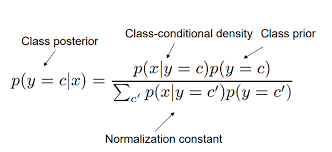 Class-conditional density
Class posterior
Class prior
p(y = c|x) = p(x|y = c)p(y = c) / ∑c′ p(x|y = c′)p(y = c′)
Normalization constant